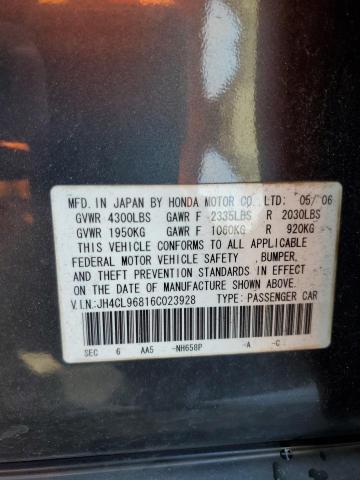 MFD. IN JAPAN BY HONDA MOTOR CO., LTD: 05/ 06
GVWR 4300LBS GAWR F 2335LBS R 2030LBS
GVWR 1950KG GAWR F 1060KG R 920KG
THIS VEHICLE CONFORMS TO ALL APPLICABLE
FEDERAL MOTOR VEHICLE SAFETY , BUMPER,
AND THEFT PREVENTION STANDARDS IN EFFECT
ON THE DATE OF MANUFACTURE SHOWN ABOVE.
V.I.N:JH4CL96816C023928 TYPE: PASSENGER CAR
SEC 6 AA5 -NH658P -A -C